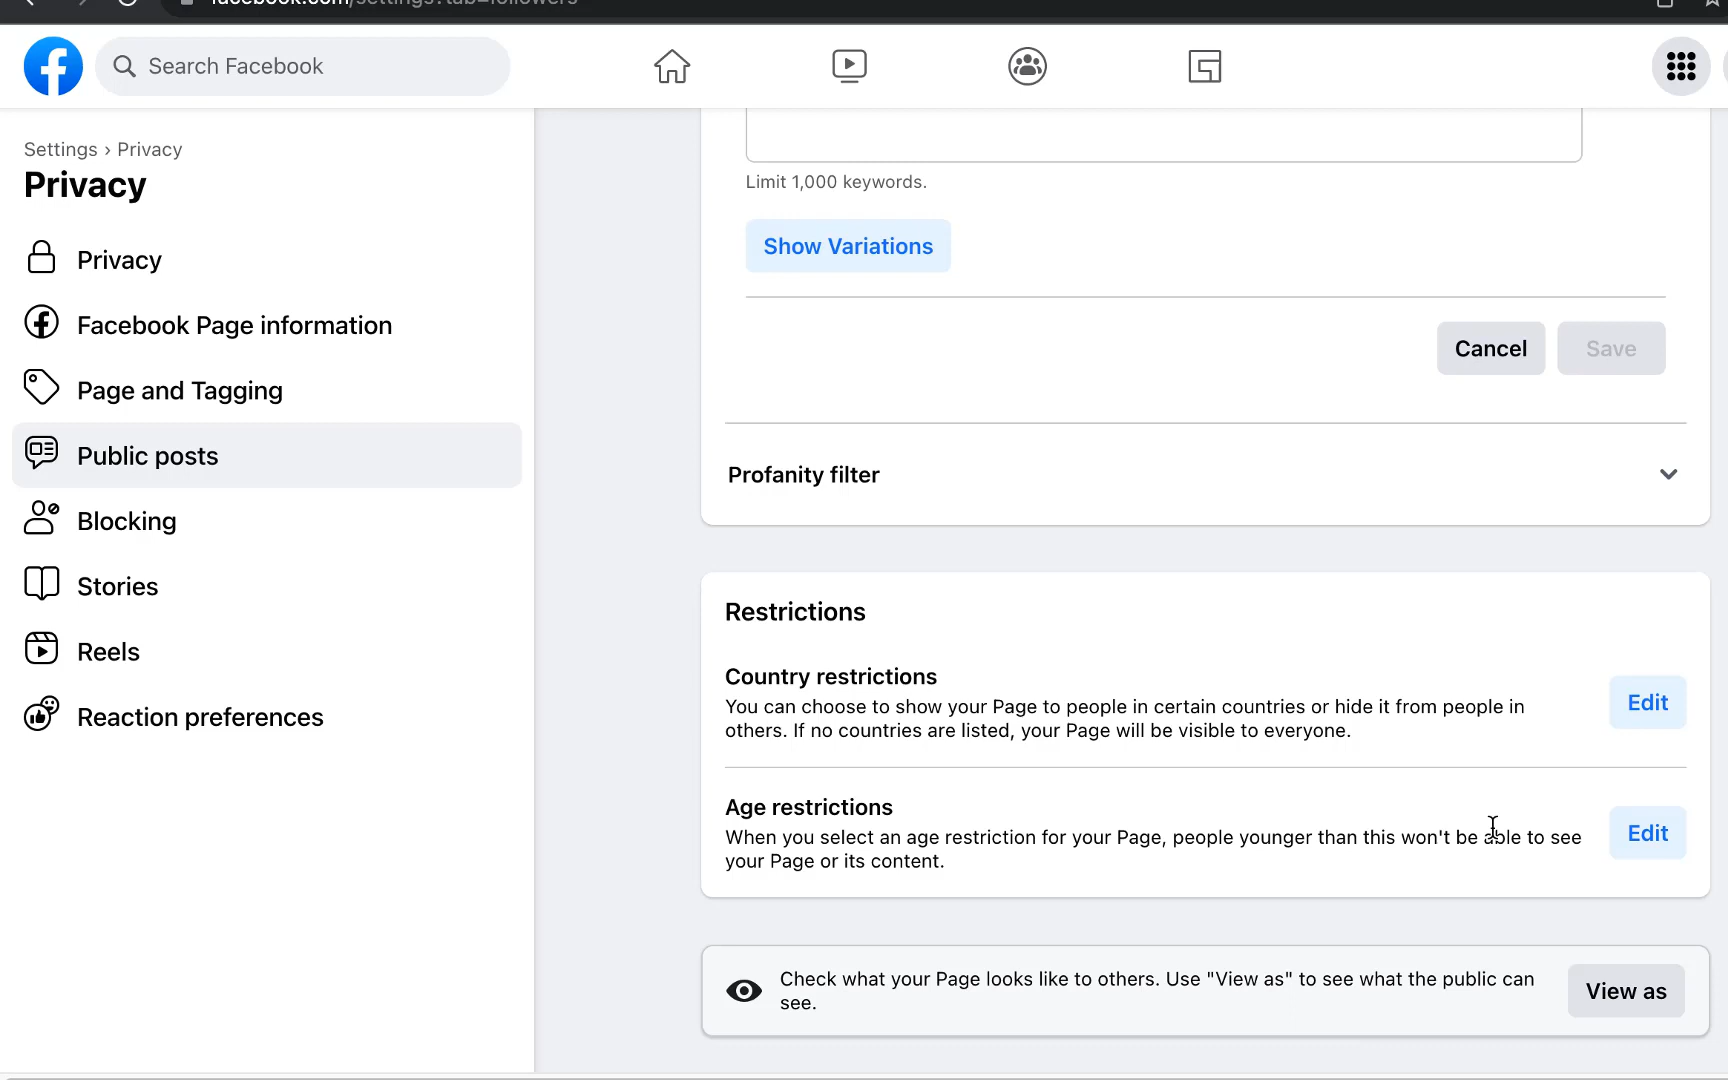 Search Facebook
Settings › Privacy
Privacy
Privacy
Facebook Page information
Page and Tagging
Public posts
Blocking
Stories
Reels
Reaction preferences
Limit 1,000 keywords.
Show Variations
Cancel
Save
Profanity filter
Restrictions
Country restrictions
You can choose to show your Page to people in certain countries or hide it from people in
others. If no countries are listed, your Page will be visible to everyone.
Edit
Age restrictions
When you select an age restriction for your Page, people younger than this won't be able to see
your Page or its content.
Edit
Check what your Page looks like to others. Use "View as" to see what the public can
see.
View as